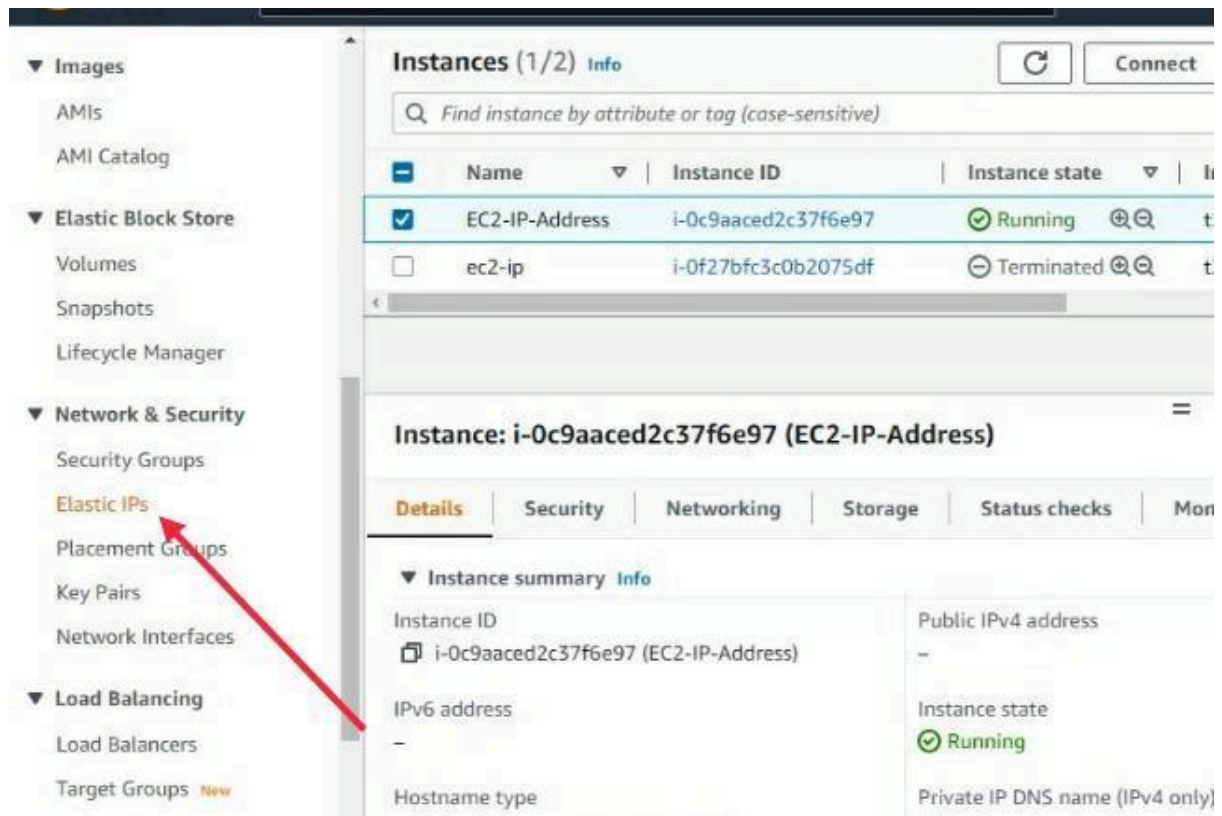 Images
AMIs
AMI Catalog
Elastic Block Store
Volumes
Snapshots
Lifecycle Manager
Network & Security
Security Groups
Elastic IPs
Placement Groups
Key Pairs
Network Interfaces
Load Balancing
Load Balancers
Target Groups New
Instances (1/2) Info
Connect
Find instance by attribute or tag (case-sensitive)
Name Instance ID Instance state
EC2-IP-Address i-0c9aaced2c37f6e97 Running
ec2-ip i-0f27bfc3c0b2075df Terminated
Instance: i-0c9aaced2c37f6e97 (EC2-IP-Address)
Details Security Networking Storage Status checks Mon
Instance summary Info
Instance ID
i-0c9aaced2c37f6e97 (EC2-IP-Address)
Public IPv4 address
–
IPv6 address
–
Instance state
Running
Hostname type
Private IP DNS name (IPv4 only)